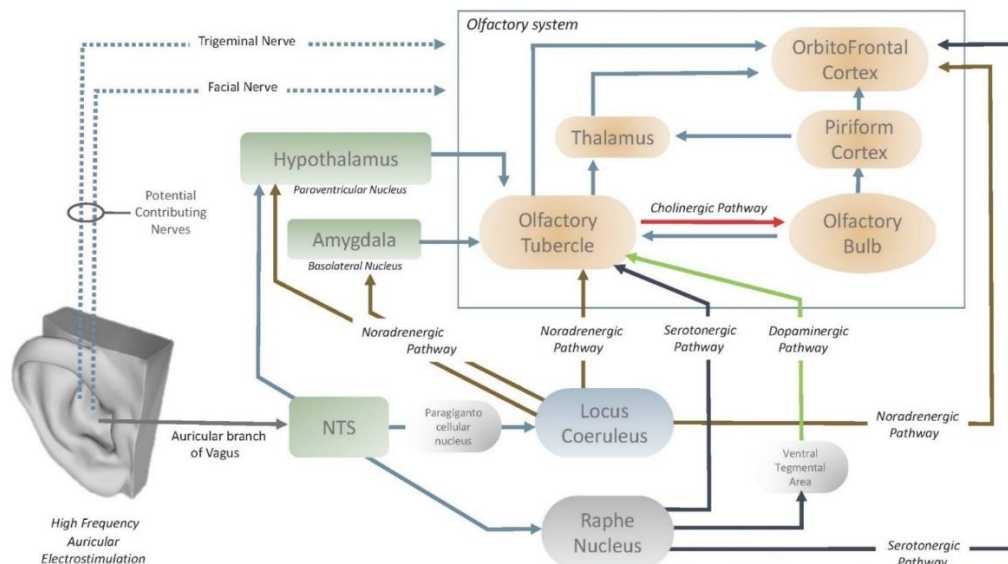 Olfactory system
Trigeminal Nerve
Facial Nerve
OrbitoFrontal
Cortex
Thalamus
Piriform
Cortex
Hypothalamus
Paraventricular Nucleus
Potential
Contributing
Nerves
Amygdala
Basolateral Nucleus
Olfactory
Tubercle
Cholinergic Pathway
Olfactory
Bulb
Noradrenergic
Pathway
Noradrenergic
Pathway
Serotonergic
Pathway
Dopaminergic
Pathway
Auricular branch
of Vagus
NTS
Paragiganto
cellular
nucleus
Locus
Coeruleus
Noradrenergic
Pathway
Ventral
Tegmental
Area
High Frequency
Auricular
Electrostimulation
Raphe
Nucleus
Serotonergic
Pathway